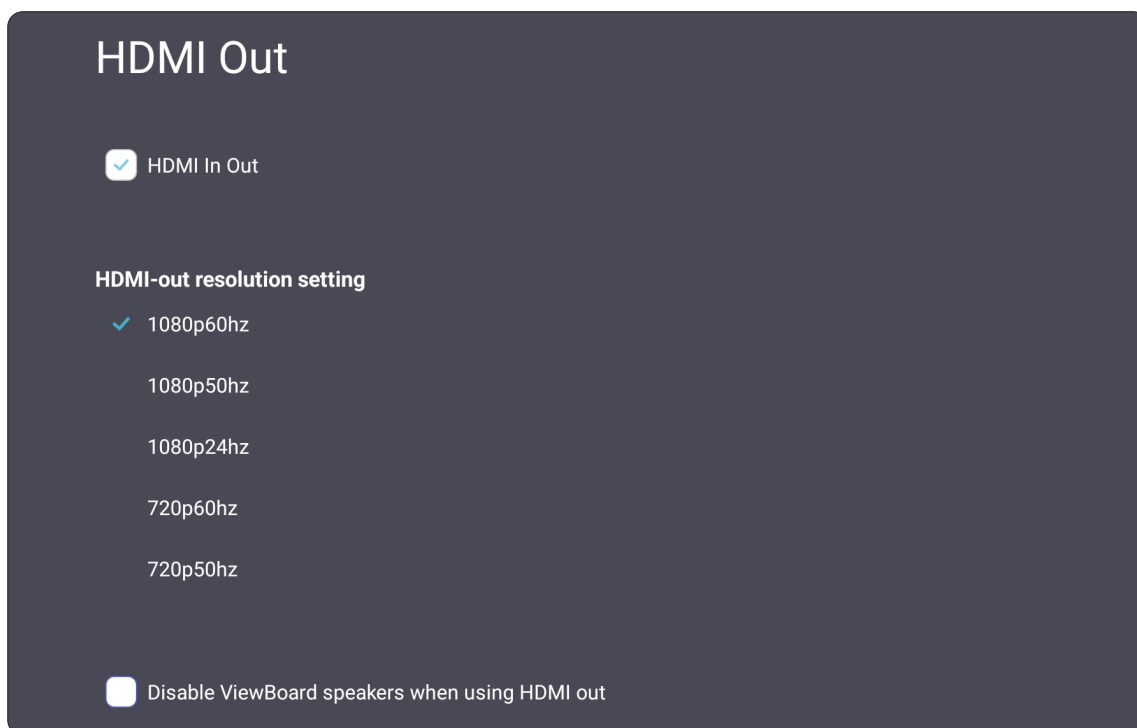 HDMI Out
HDMI In Out
HDMI-out resolution setting
1080p60hz
1080p50hz
1080p24hz
720p60hz
720p50hz
Disable ViewBoard speakers when using HDMI out